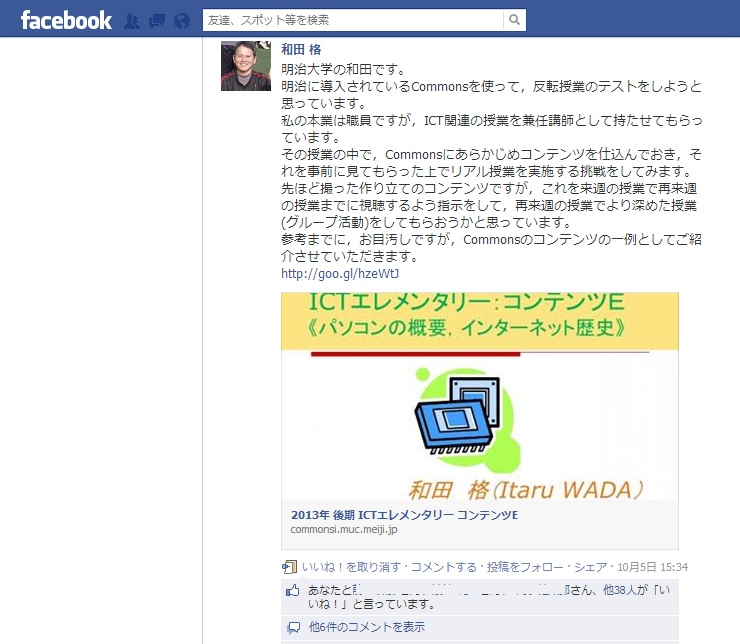 facebook
友達、スポット等を検索
和田 格
明治大学の和田です。
明治に導入されているCommonsを使って，反転授業のテストをしようと
思っています。
私の本業は職員ですが，ICT関連の授業を兼任講師として持たせてもらっ
ています。
その授業の中で，Commonsにあらかじめコンテンツを仕込んでおき，そ
れを事前に見てもらった上でリアル授業を実施する挑戦をしてみます。
先ほど撮った作り立てのコンテンツですが，これを来週の授業で再来週
の授業までに視聴するよう指示をして，再来週の授業でより深めた授業
(グループ活動)をしてもらおうかと思っています。
参考までに，お目汚しですが，Commonsのコンテンツの一例としてご紹
介させていただきます。
http://goo.gl/hzeWtJ
ICTエレメンタリー：コンテンツE
《パソコンの概要，インターネット歴史》
和田 格(Itaru WADA)
2013年 後期 ICTエレメンタリー コンテンツE
commonsi.muc.meiji.jp
いいね！を取り消す · コメントする · 投稿をフォロー · シェア · 10月5日 15:34
あなたと さん、他38人が「い
いね！」と言っています。
他6件のコメントを表示